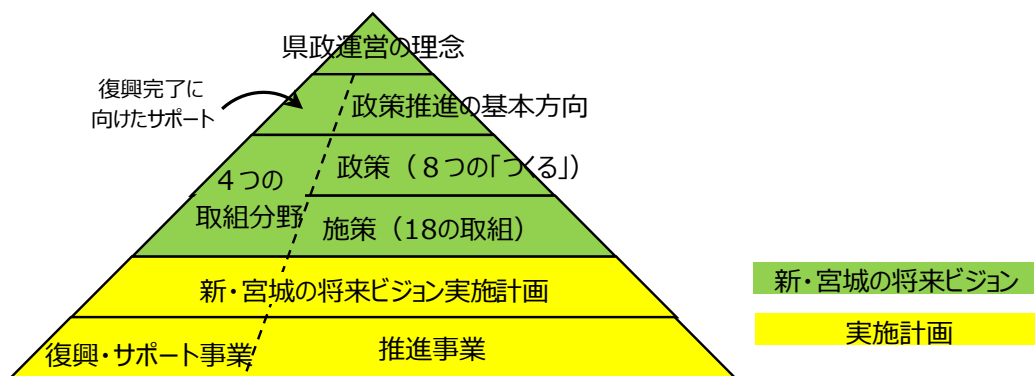 県政運営の理念
復興完了に
向けたサポート
政策推進の基本方向
政策（８つの「つくる」）
４つの
取組分野
施策（18の取組）
新・宮城の将来ビジョン実施計画
復興・サポート事業
推進事業
新・宮城の将来ビジョン
実施計画